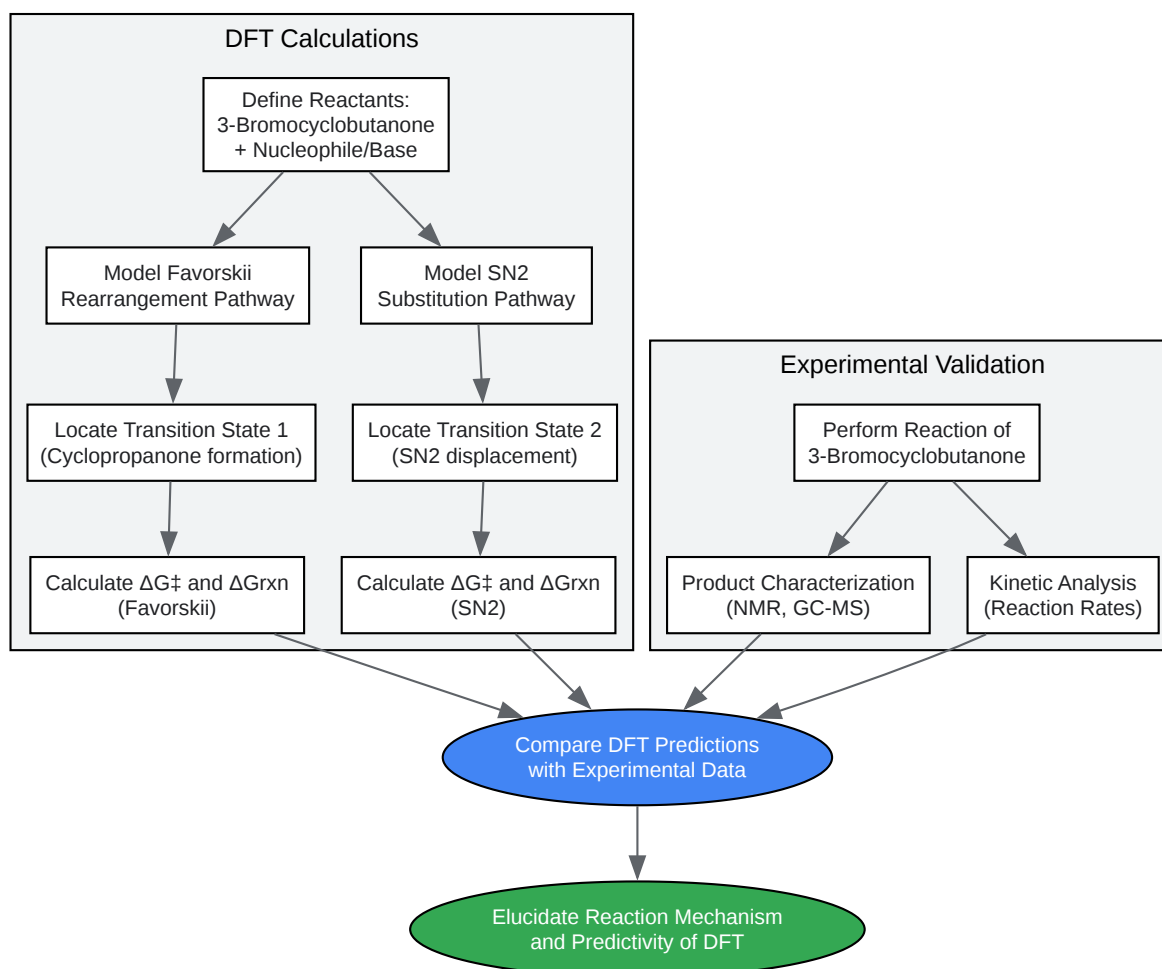 DFT Calculations
Define Reactants:
3-Bromocyclobutanone
+ Nucleophile/Base
Model Favorskii
Rearrangement Pathway
Model SN2
Substitution Pathway
Locate Transition State 1
(Cyclopropanone formation)
Locate Transition State 2
(SN2 displacement)
Calculate ΔG‡ and ΔGrxn
(Favorskii)
Calculate ΔG‡ and ΔGrxn
(SN2)
Experimental Validation
Perform Reaction of
3-Bromocyclobutanone
Product Characterization
(NMR, GC-MS)
Kinetic Analysis
(Reaction Rates)
Compare DFT Predictions
with Experimental Data
Elucidate Reaction Mechanism
and Predictivity of DFT